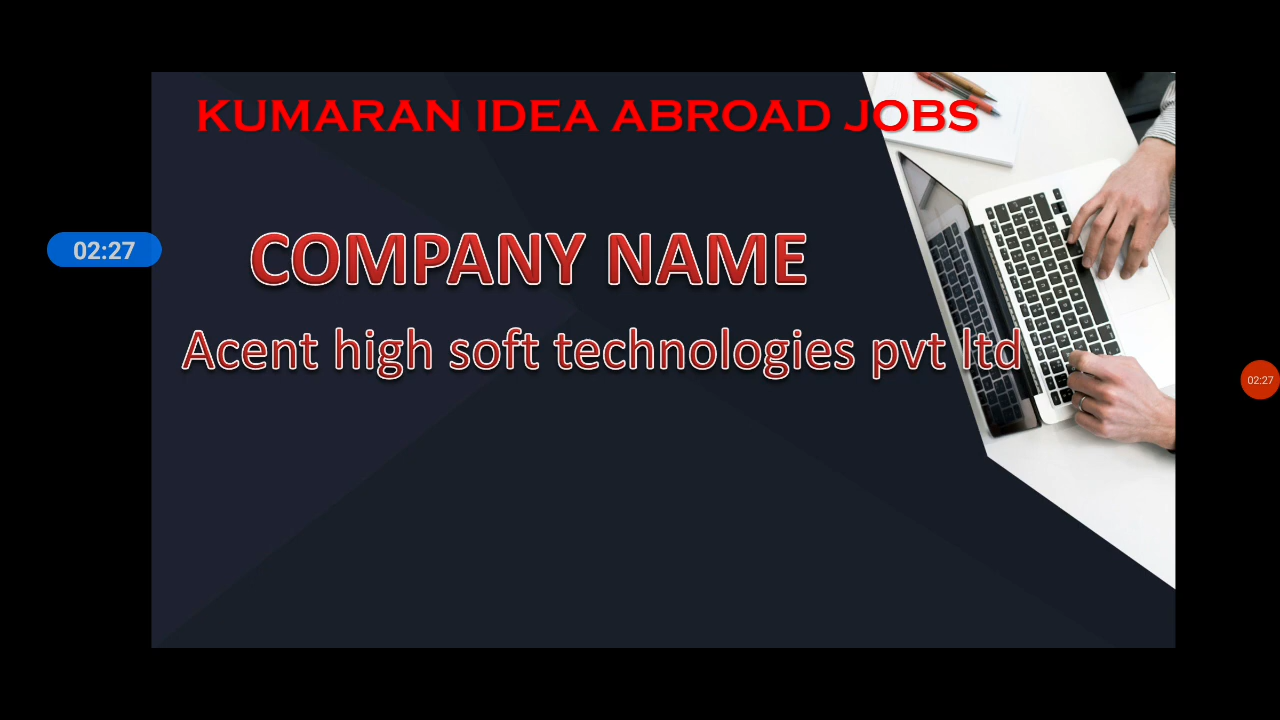 KUMARAN IDEA ABROAD JOBS
COMPANY NAME
02:27
Acent high soft technologies pvt ltd
02:27